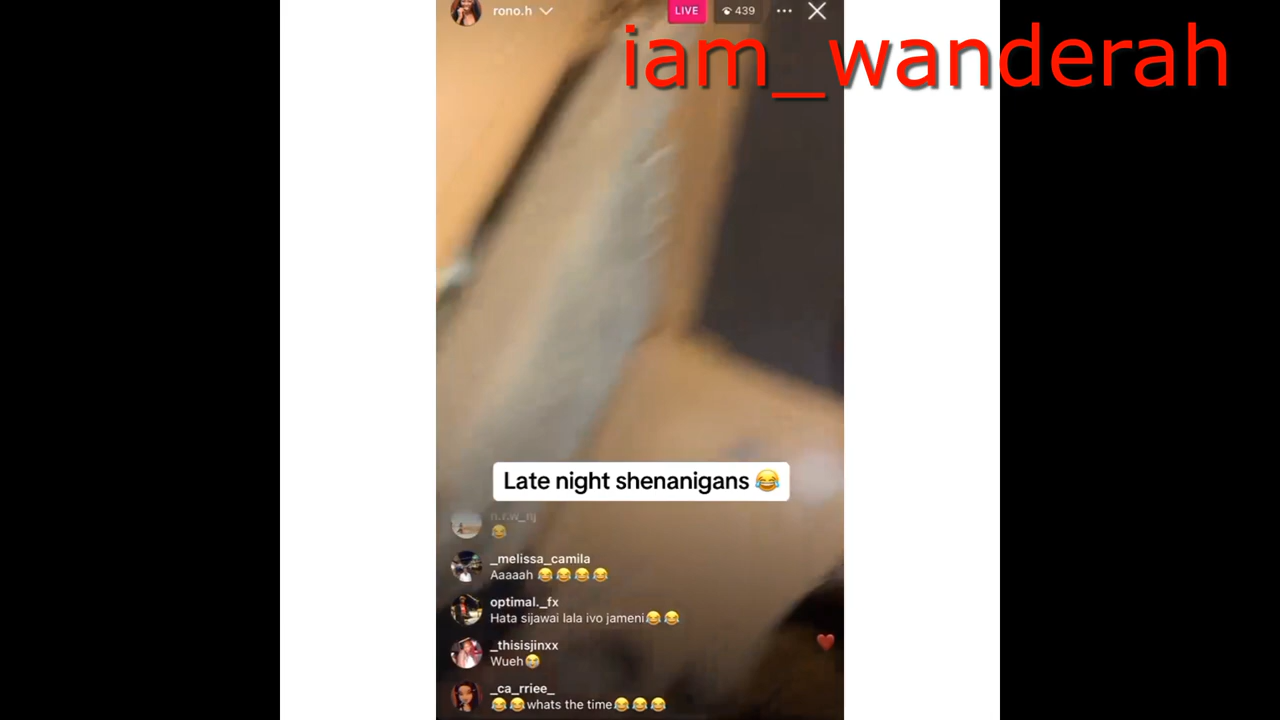 rono.h
LIVE
439
iam_wanderah
Late night shenanigans 😂
n.r.w_nj
😂
_melissa_camila
Aaaaah 😂😂😂😂
optimal._fx
Hata sijawai lala ivo jameni😂😂
_thisisjinxx
Wueh😭
_ca_rriee_
😂😂whats the time😂😂😂